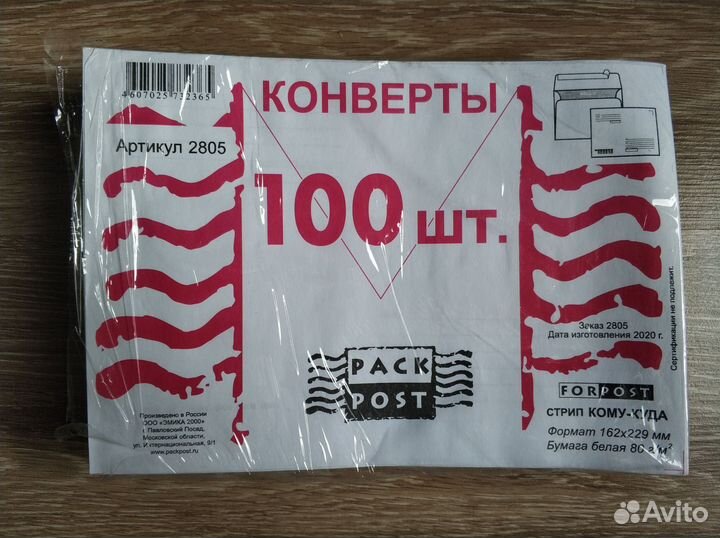 4607025 732365
КОНВЕРТЫ
Артикул 2805
100 шт.
Сертификации не подлежит.
Заказ 2805
Дата изготовления 2020 г.
PACK
POST
FORPOST
СТРИП КОМУ-КУДА
Формат 162х229 мм
Бумага белая 80 г/м²
Произведено в России
ООО «ЭМИКА 2000»
г. Павловский Посад,
Московской области,
ул. Интернациональная, 9/1
www.packpost.ru
Avito